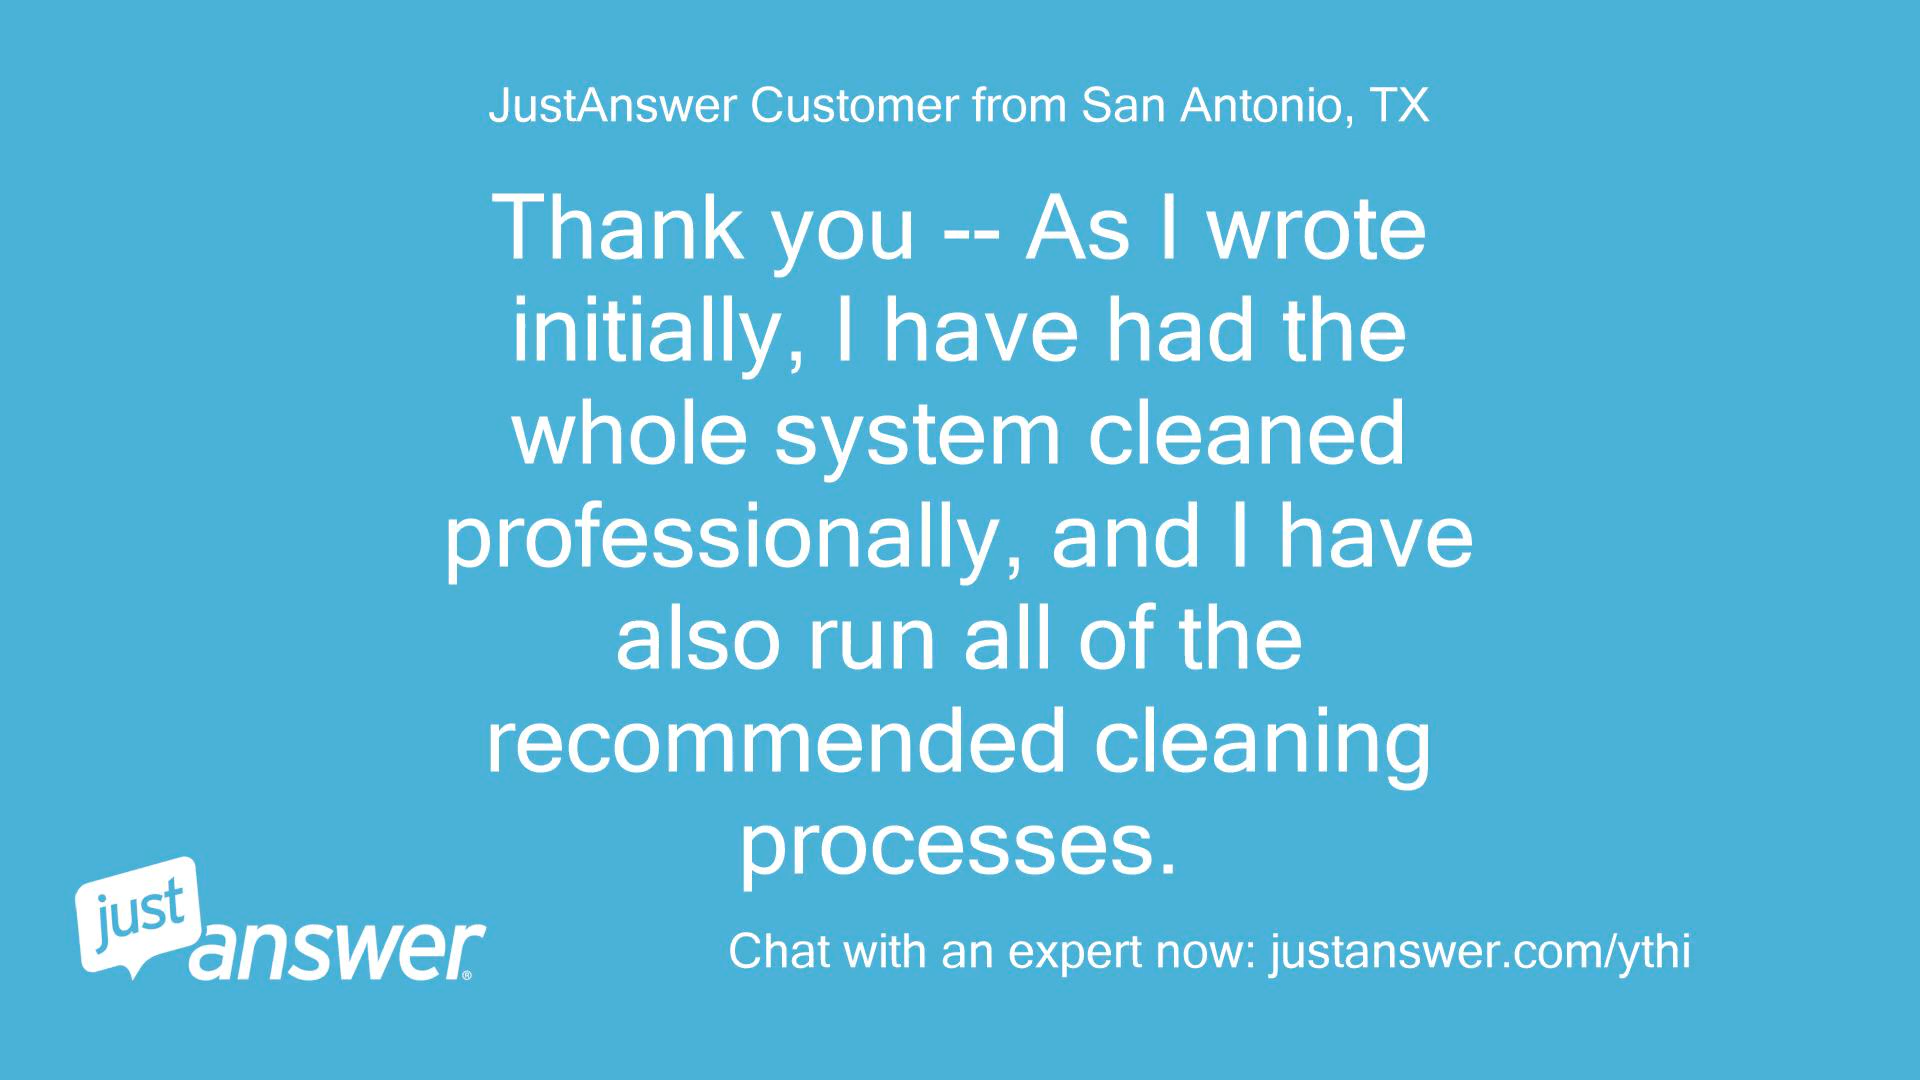 JustAnswer Customer from San Antonio, TX
Thank you -- As I wrote
initially, I have had the
whole system cleaned
professionally, and I have
also run all of the
recommended cleaning
processes.
just
answer®
Chat with an expert now: justanswer.com/ythi